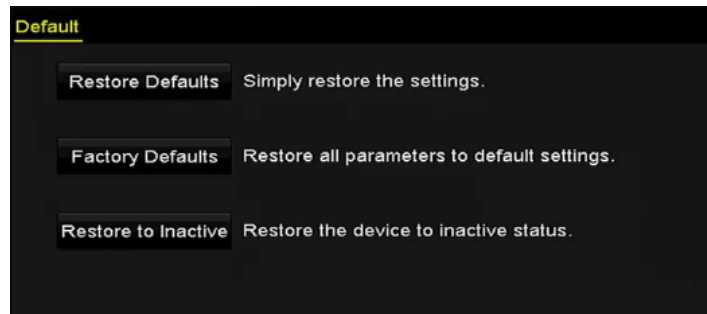 Default
Restore Defaults Simply restore the settings.
Factory Defaults Restore all parameters to default settings.
Restore to Inactive Restore the device to inactive status.